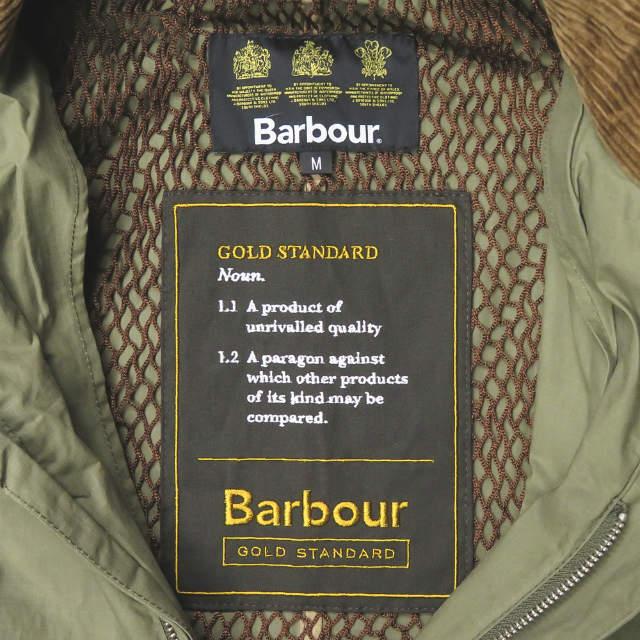 Barbour
M
GOLD STANDARD
Noun.
1.1 A product of
unrivalled quality
1.2 A paragon against
which other products
of its kind may be
compared.
Barbour
GOLD STANDARD